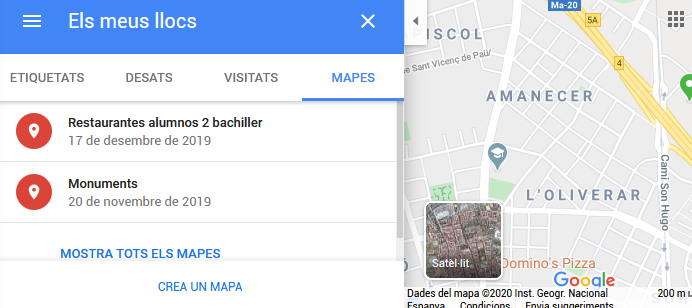 Els meus llocs
ETIQUETATS DESATS VISITATS MAPES
Restaurantes alumnos 2 bachiller
17 de desembre de 2019
Monuments
20 de novembre de 2019
MOSTRA TOTS ELS MAPES
CREA UN MAPA
Ma-20
5A
PISCOL
re Sant Vicenç de Paül
4
AMANECER
L'OLIVERAR
Camí Son Hugo
Satèl·lit
Domino's Pizza
Google
Dades del mapa ©2020 Inst. Geogr. Nacional 200 m
Espanya Condicions Envia suggeriments